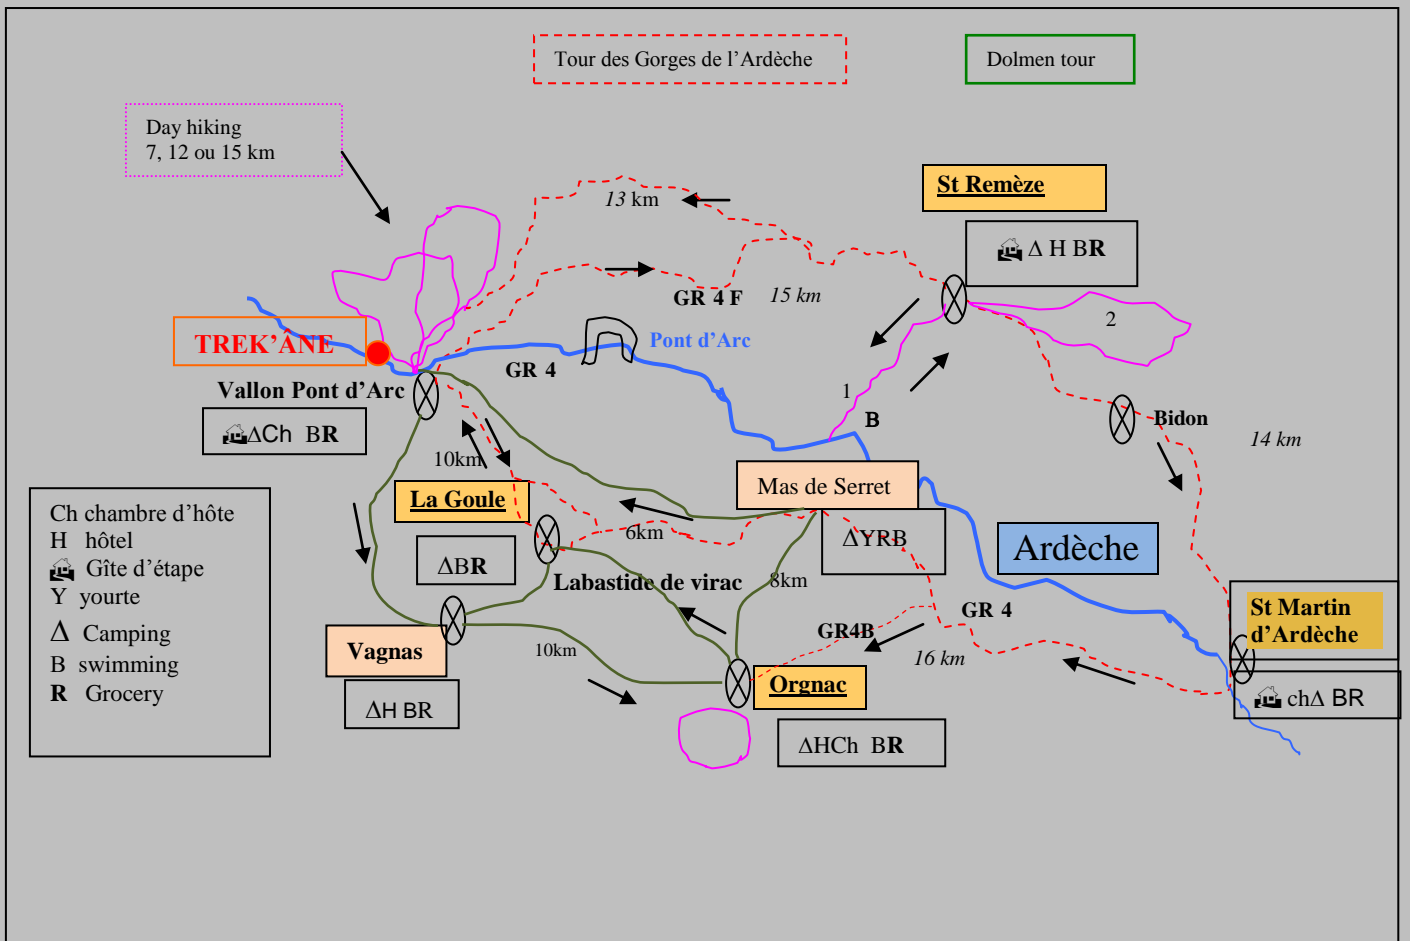 Tour des Gorges de l’Ardèche
Dolmen tour
Day hiking
7, 12 ou 15 km
St Remèze
13 km
Δ H BR
GR 4 F
15 km
2
TREK’ÂNE
Pont d’Arc
GR 4
Vallon Pont d’Arc
1
B
Bidon
ΔCh BR
14 km
10km
La Goule
Mas de Serret
Ch chambre d’hôte
H hôtel
Gîte d’étape
Y yourte
Δ Camping
B swimming
R Grocery
6km
ΔYRB
Ardèche
ΔBR
Labastide de virac
8km
GR 4
St Martin
d’Ardèche
GR4B
Vagnas
10km
16 km
Orgnac
chΔ BR
ΔH BR
ΔHCh BR